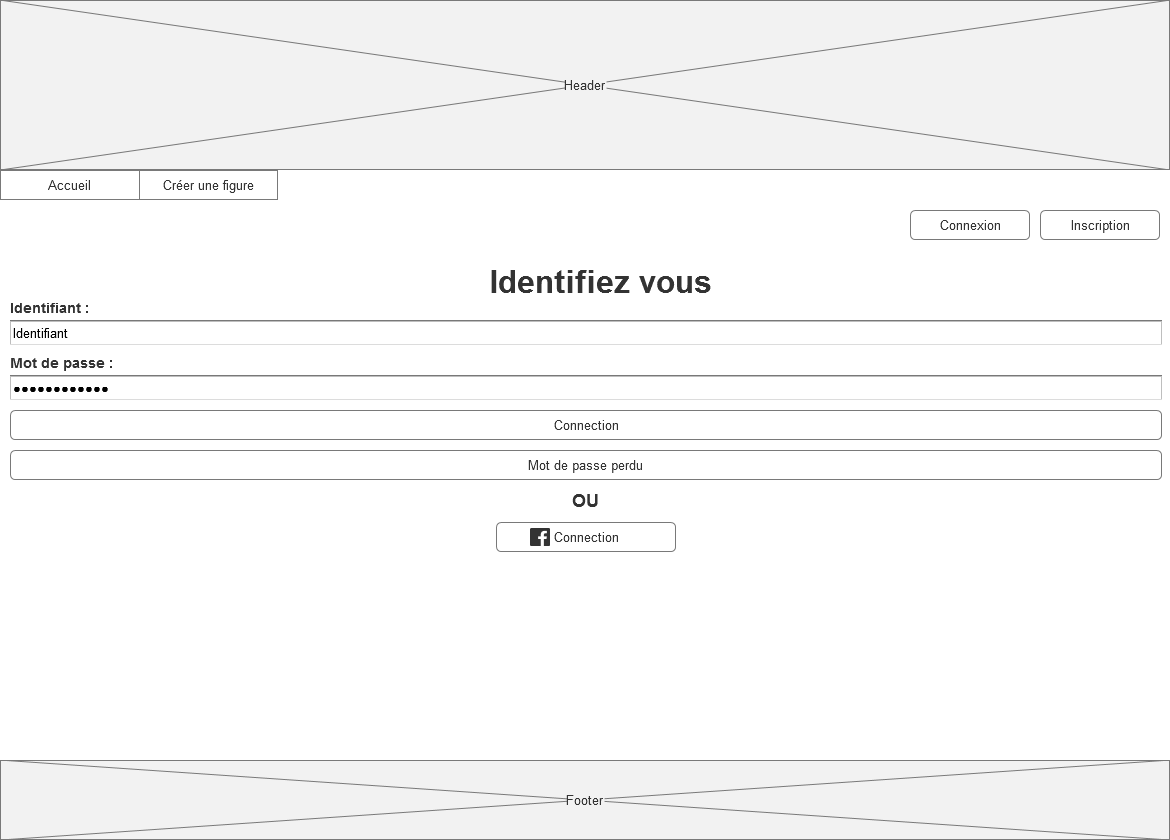 Header
Accueil
Créer une figure
Connexion
Inscription
Identifiez vous
Identifiant :
Identifiant
Mot de passe :
••••••••••••
Connection
Mot de passe perdu
OU
Connection
Footer